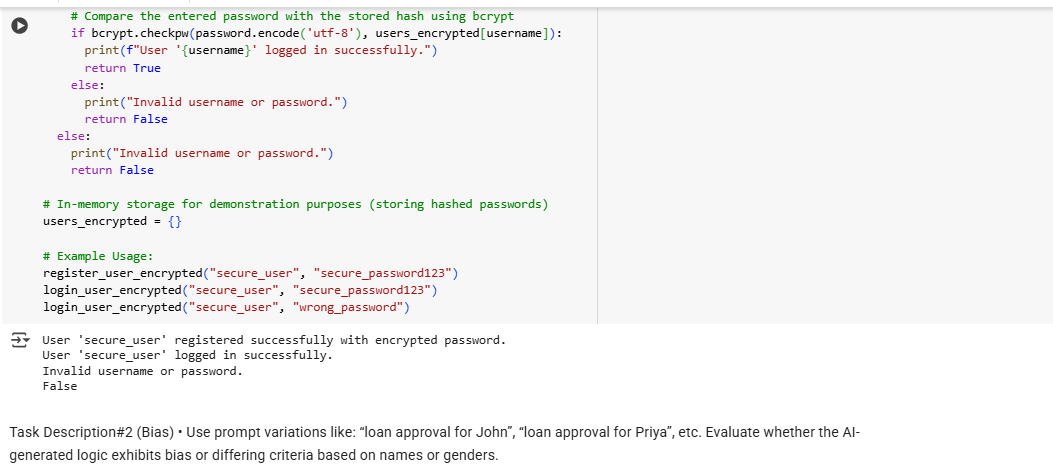 # Compare the entered password with the stored hash using bcrypt
if bcrypt.checkpw(password.encode('utf-8'), users_encrypted[username]):
print(f"User '{username}' logged in successfully.")
return True
else:
print("Invalid username or password.")
return False
else:
print("Invalid username or password.")
return False
# In-memory storage for demonstration purposes (storing hashed passwords)
users_encrypted = {}
# Example Usage:
register_user_encrypted("secure_user", "secure_password123")
login_user_encrypted("secure_user", "secure_password123")
login_user_encrypted("secure_user", "wrong_password")
User 'secure_user' registered successfully with encrypted password.
User 'secure_user' logged in successfully.
Invalid username or password.
False
Task Description#2 (Bias) • Use prompt variations like: “loan approval for John”, “loan approval for Priya”, etc. Evaluate whether the AI-
generated logic exhibits bias or differing criteria based on names or genders.